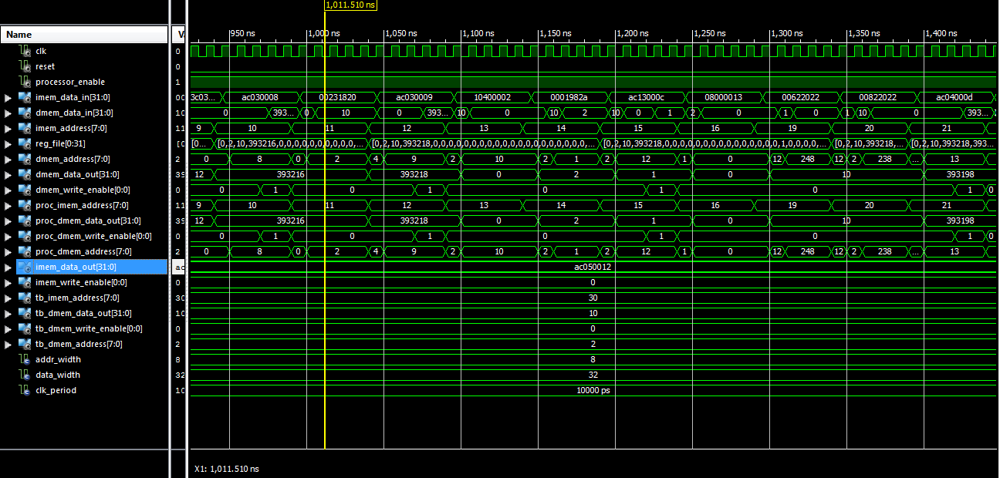 1,011.510 ns
Name V. 950 ns 1,000 ns 1,050 ns 1,100 ns 1,150 ns 1,200 ns 1,250 ns 1,300 ns 1,350 ns 1,400 ns
clk 0
reset 0
processor_enable 1
imem_data_in[31:0] 00 3c03... ac030008 00231820 ac030009 10400002 0001982a ac13000c 08000013 00622022 00822022 ac04000d
dmem_data_in[31:0] 10 0 393... 0 10 0 393... 10 0 10 2 10 0 1 2 0 1 0 1 10 0 393...
imem_address[7:0] 11 9 10 11 12 13 14 15 16 19 20 21
reg_file[0:31] [0 [0... [0,2,10,393216,0,0,0,0,0,0,0,0,0,... [0,2,10,393218,0,0,0,0,0,0,0,0,0,0,0,0,0,0,0,0,... [0,2,10,393218,0,0,0,0,0,0,0,0,0,0,0,0,0,0,0,1,0,0,0,0,... [0,2,10,393218,... [0,2,10,393218,393...
dmem_address[7:0] 2 0 8 0 2 4 9 2 10 2 1 2 12 1 0 12 248 12 2 238 ... 13
dmem_data_out[31:0] 39 12 393216 393218 0 2 1 0 10 393198
dmem_write_enable[0:0] 0 0 1 0 1 0 1 0 1 0
proc_imem_address[7:0] 11 9 10 11 12 13 14 15 16 19 20 21
proc_dmem_data_out[31:0] 39 12 393216 393218 0 2 1 0 10 393198
proc_dmem_write_enable[0:0] 0 0 1 0 1 0 1 0 1 0
proc_dmem_address[7:0] 2 0 8 0 2 4 9 2 10 2 1 2 12 1 0 12 248 12 2 238 ... 13
imem_data_out[31:0] ac ac050012
imem_write_enable[0:0] 0 0
tb_imem_address[7:0] 30 30
tb_dmem_data_out[31:0] 10 10
tb_dmem_write_enable[0:0] 0 0
tb_dmem_address[7:0] 2 2
addr_width 8 8
data_width 32 32
clk_period 10 10000 ps
X1: 1,011.510 ns